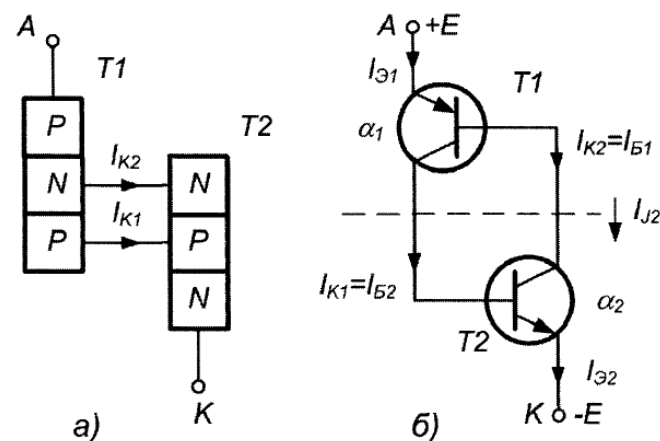 A
T1
P
N
P
I_K2
I_K1
T2
N
P
N
K
а)
A +E
I_Э1
T1
α1
I_K2=I_Б1
I_J2
I_K1=I_Б2
T2
α2
I_Э2
K -E
б)